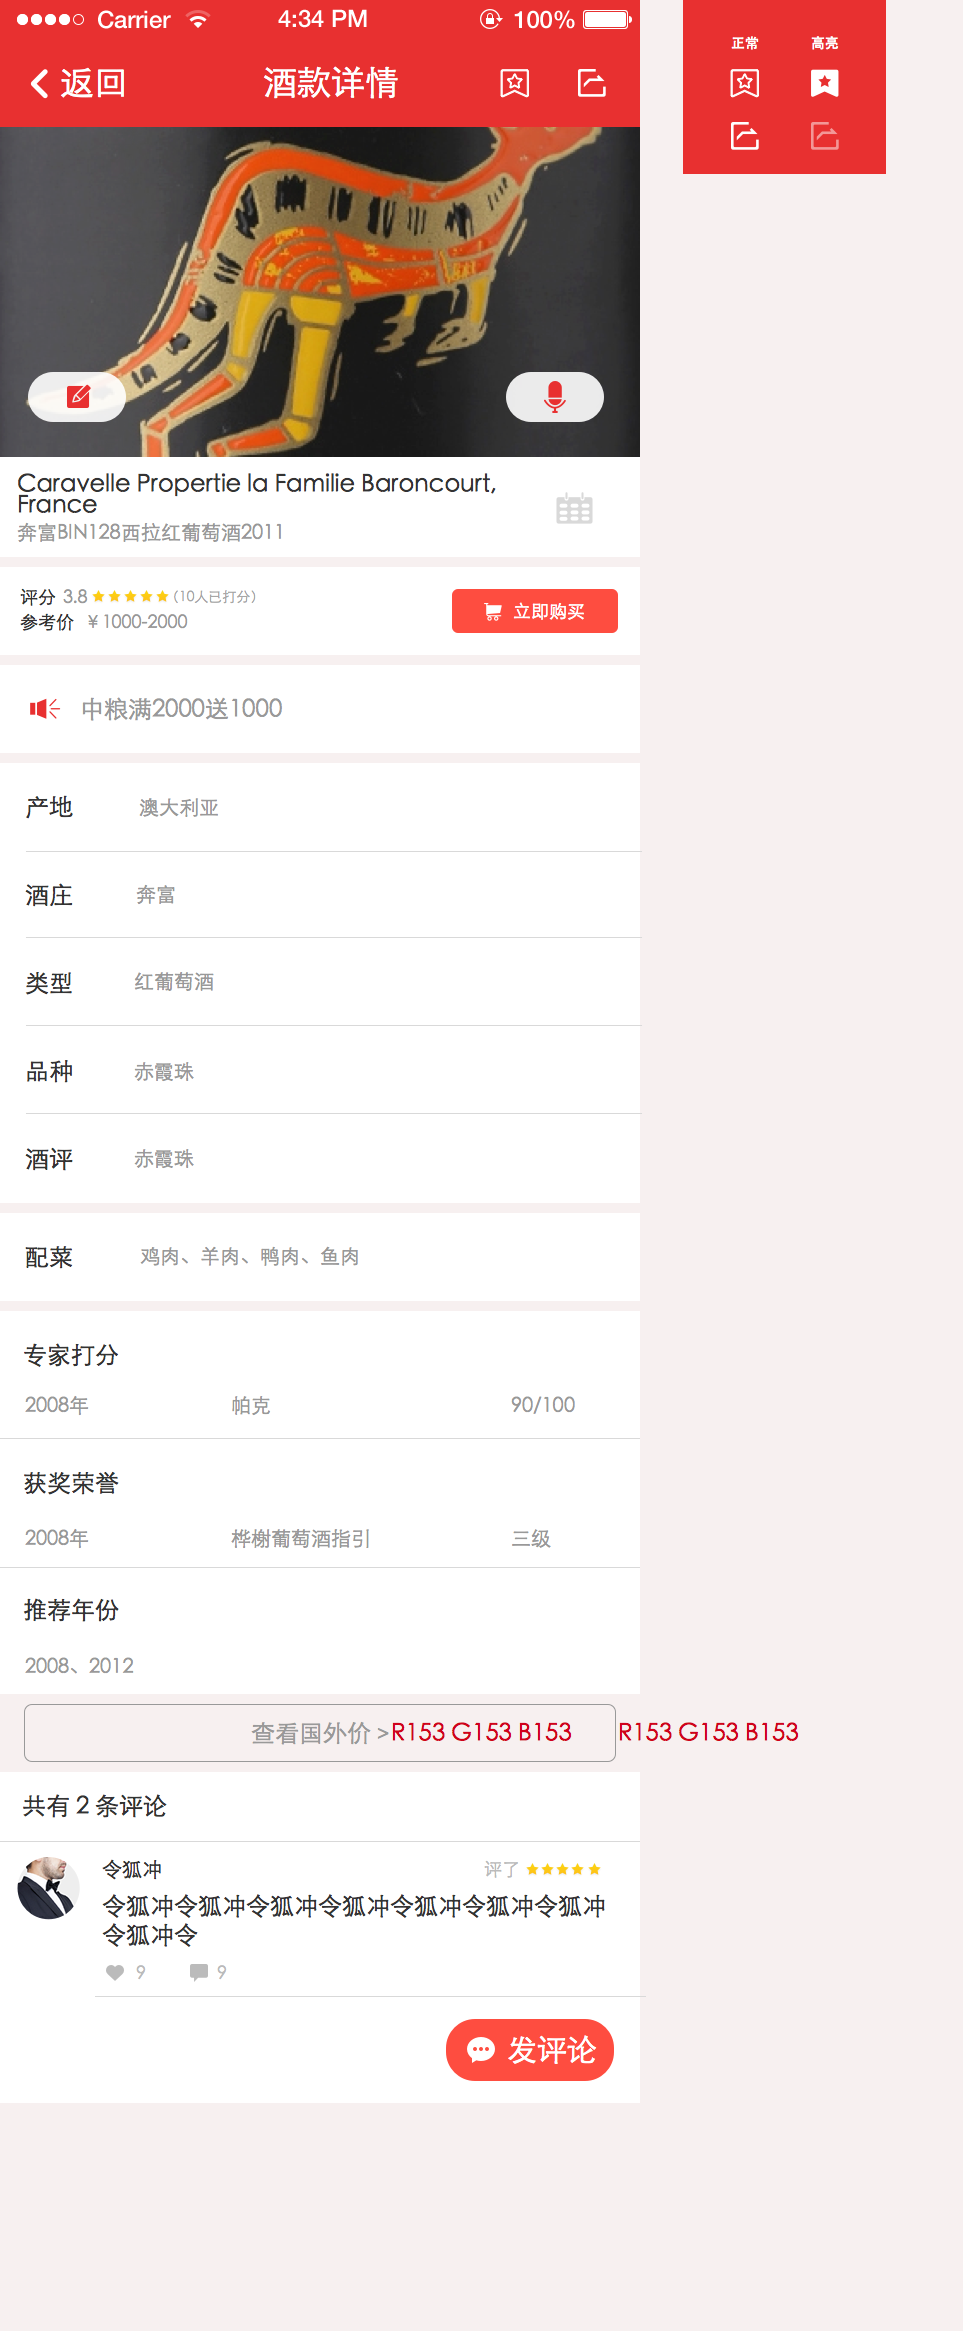 Carrier 4:34 PM 100%
返回 酒款详情
正常 高亮
Caravelle Propertie la Familie Baroncourt,
France
奔富BIN128西拉红葡萄酒2011
评分 3.8 (10人已打分)
参考价 ¥1000-2000
立即购买
中粮满2000送1000
产地 澳大利亚
酒庄 奔富
类型 红葡萄酒
品种 赤霞珠
酒评 赤霞珠
配菜 鸡肉、羊肉、鸭肉、鱼肉
专家打分
2008年 帕克 90/100
获奖荣誉
2008年 桦榭葡萄酒指引 三级
推荐年份
2008、2012
查看国外价 >R153 G153 B153 R153 G153 B153
共有 2 条评论
令狐冲 评了
令狐冲令狐冲令狐冲令狐冲令狐冲令狐冲令狐冲
令狐冲令
9 9
发评论